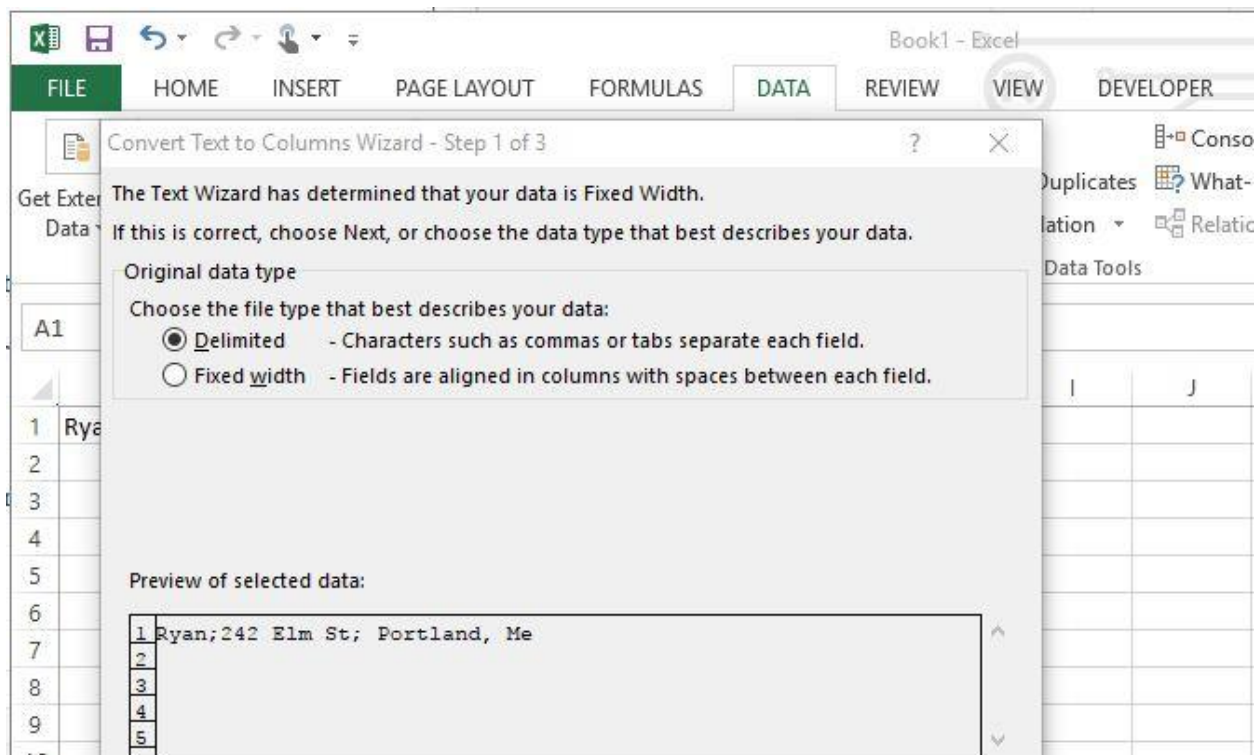 Book1 - Excel
FILE HOME INSERT PAGE LAYOUT FORMULAS DATA REVIEW VIEW DEVELOPER
Convert Text to Columns Wizard - Step 1 of 3 ?
Get
Data
Conso
Duplicates What-
lation Relatio
Data Tools
The Text Wizard has determined that your data is Fixed Width.
If this is correct, choose Next, or choose the data type that best describes your data.
Original data type
Choose the file type that best describes your data:
Delimited - Characters such as commas or tabs separate each field.
Fixed width - Fields are aligned in columns with spaces between each field.
A1
I J
1 Rya
2
3
4
5
6
7
8
9
Preview of selected data:
1 Ryan;242 Elm St; Portland, Me
2
3
4
5